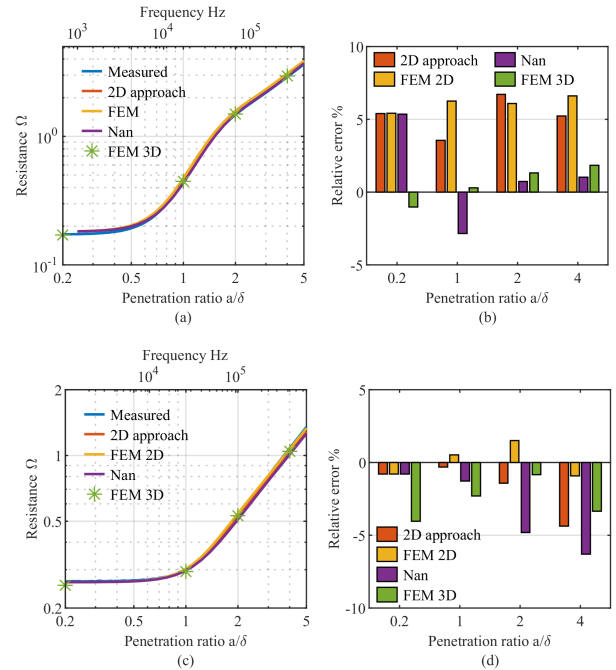 Frequency Hz
10³ 10⁴ 10⁵
Resistance Ω
10⁰
10⁻¹
Measured
2D approach
FEM
Nan
FEM 3D
0.2 0.5 1 2 5
Penetration ratio a/δ
(a)
Relative error %
10
5
0
-5
2D approach Nan
FEM 2D FEM 3D
0.2 1 2 4
Penetration ratio a/δ
(b)
Frequency Hz
10⁴ 10⁵
Resistance Ω
2
1
0.5
0.2
Measured
2D approach
FEM 2D
Nan
FEM 3D
0.2 0.5 1 2 5
Penetration ratio a/δ
(c)
Relative error %
5
0
-5
-10
2D approach
FEM 2D
Nan
FEM 3D
0.2 1 2 4
Penetration ratio a/δ
(d)